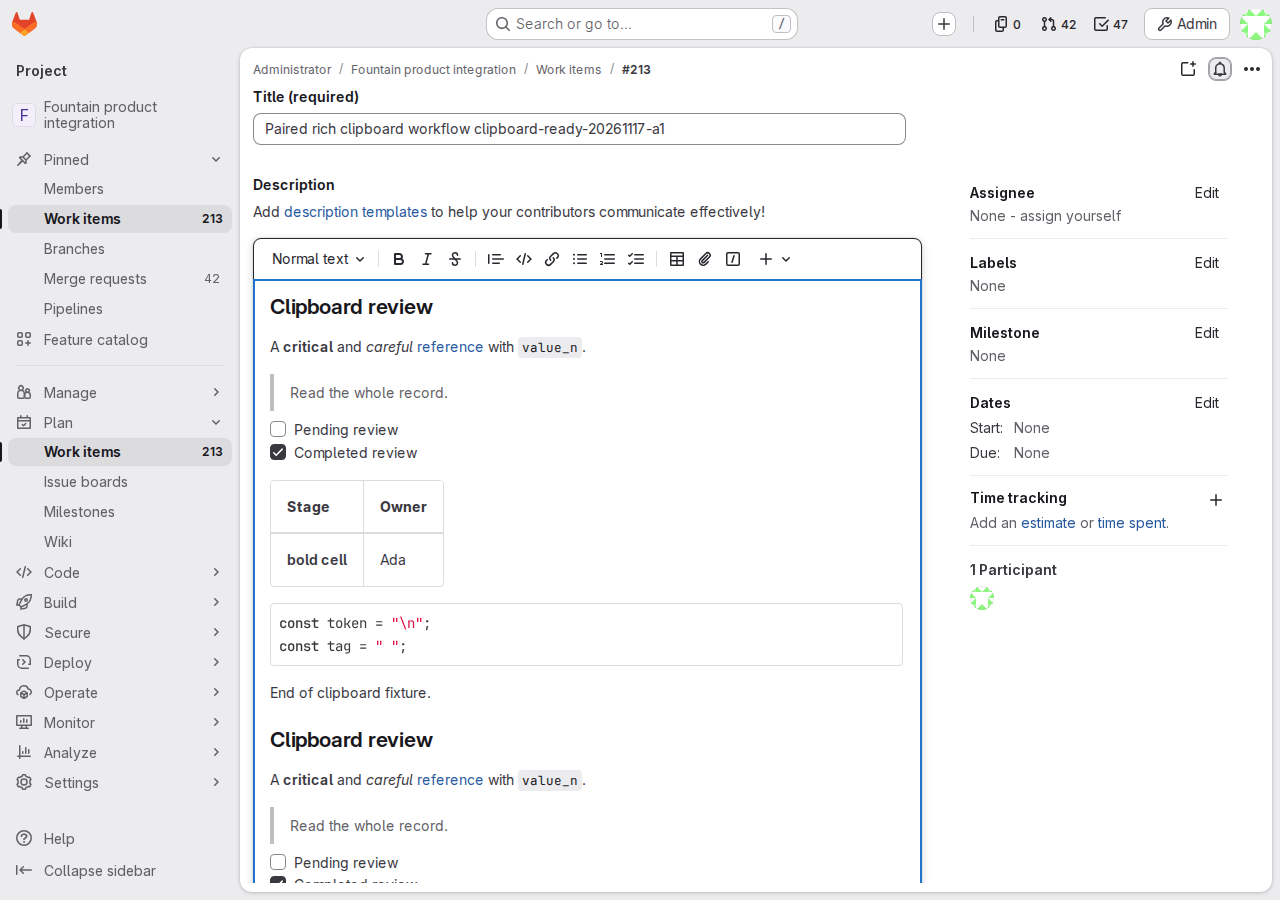 Search or go to...
/
0
42
47
Admin
Project
F
Fountain product integration
Pinned
Members
Work items 213
Branches
Merge requests 42
Pipelines
Feature catalog
Manage
Plan
Work items 213
Issue boards
Milestones
Wiki
Code
Build
Secure
Deploy
Operate
Monitor
Analyze
Settings
Help
Collapse sidebar
Administrator / Fountain product integration / Work items / #213
Title (required)
Paired rich clipboard workflow clipboard-ready-20261117-a1
Description
Add description templates to help your contributors communicate effectively!
Normal text
Clipboard review
A critical and careful reference with value_n.
Read the whole record.
Pending review
Completed review
Stage Owner
bold cell Ada
const token = "\n";
const tag = " ";
End of clipboard fixture.
Clipboard review
A critical and careful reference with value_n.
Read the whole record.
Pending review
Completed review
Assignee Edit
None - assign yourself
Labels Edit
None
Milestone Edit
None
Dates Edit
Start: None
Due: None
Time tracking
Add an estimate or time spent.
1 Participant